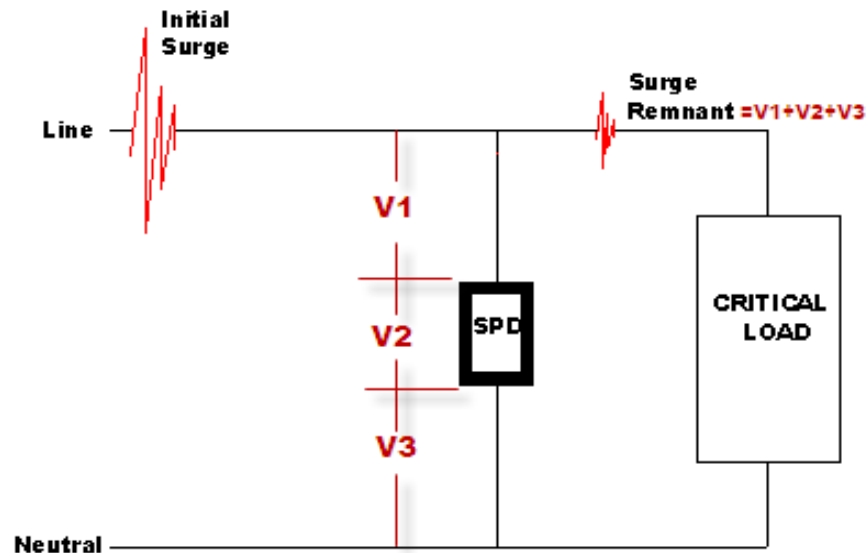 Initial
Surge
Surge
Remnant =V1+V2+V3
Line
V1
V2
SPD
CRITICAL
LOAD
V3
Neutral